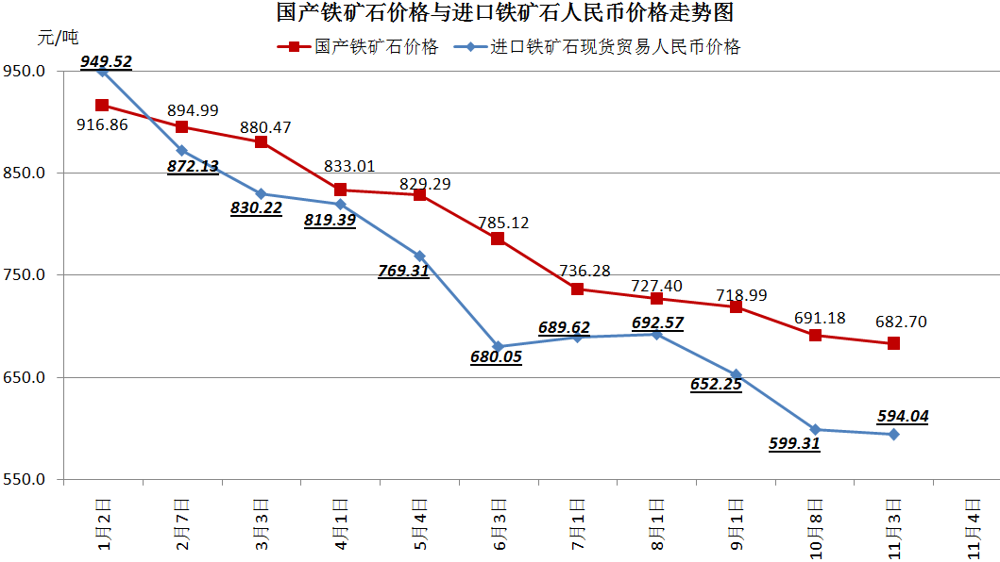 国产铁矿石价格与进口铁矿石人民币价格走势图
元/吨
国产铁矿石价格 进口铁矿石现货贸易人民币价格
950.0
850.0
750.0
650.0
550.0
949.52
916.86
894.99
872.13
880.47
830.22
833.01
819.39
829.29
769.31
785.12
680.05
736.28
689.62
727.40
692.57
718.99
652.25
691.18
599.31
682.70
594.04
1月2日
2月7日
3月3日
4月1日
5月4日
6月3日
7月1日
8月1日
9月1日
10月8日
11月3日
11月4日